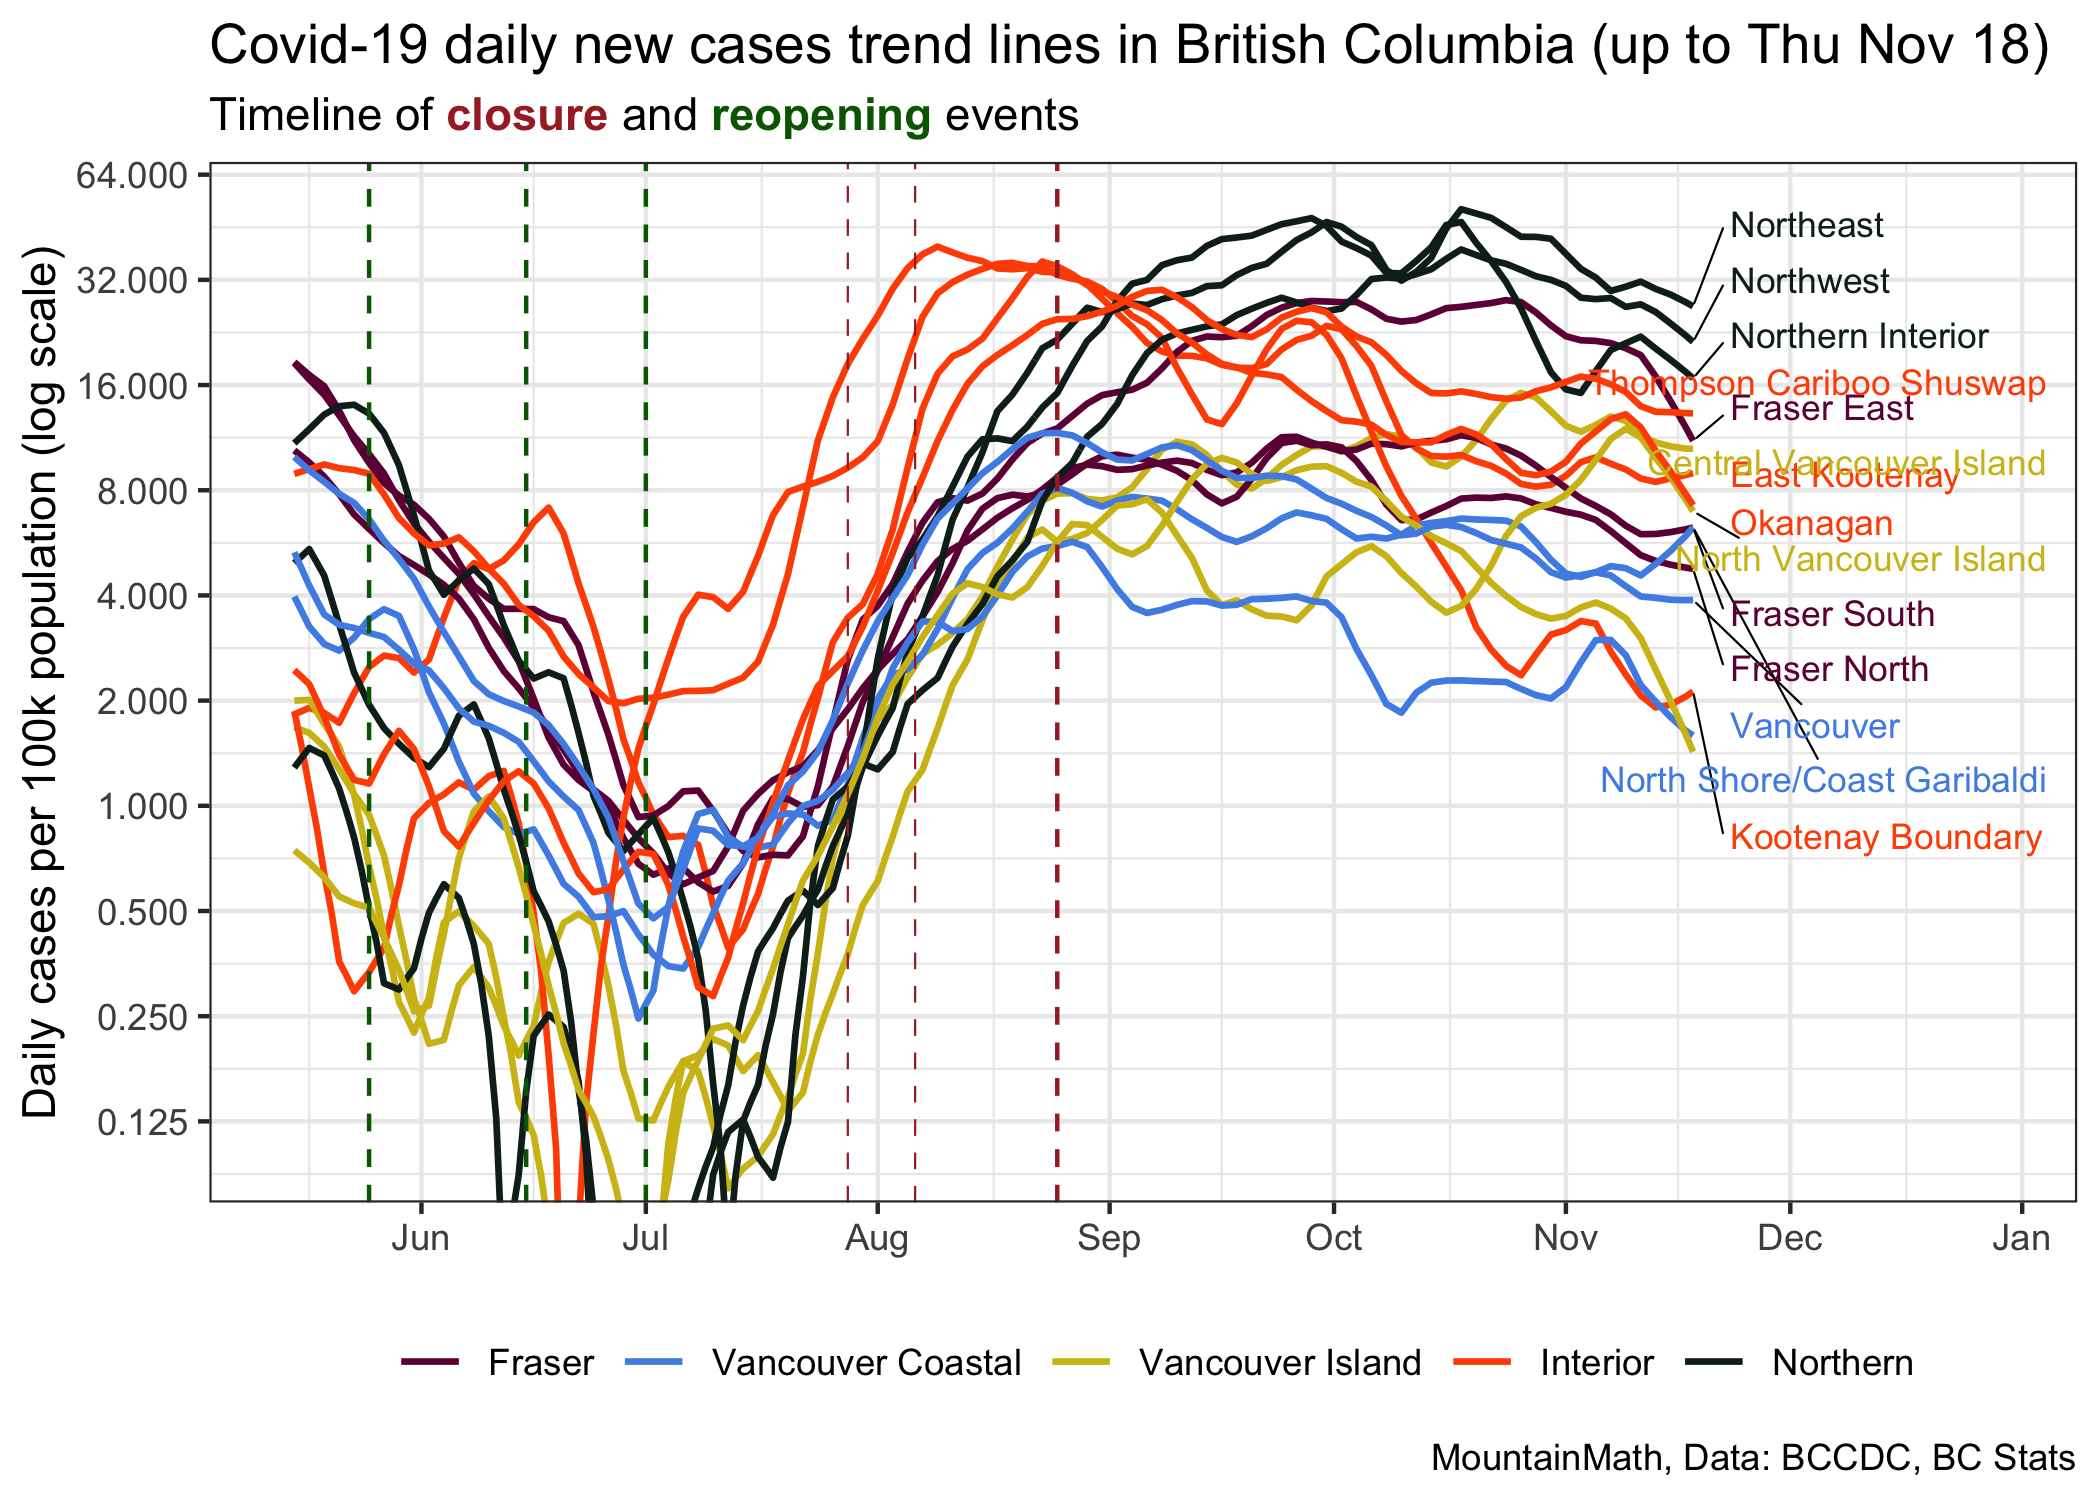 Covid-19 daily new cases trend lines in British Columbia (up to Thu Nov 18)
Timeline of closure and reopening events
Daily cases per 100k population (log scale)
64.000
32.000
16.000
8.000
4.000
2.000
1.000
0.500
0.250
0.125
Northeast
Northwest
Northern Interior
Thompson Cariboo Shuswap
Fraser East
Central Vancouver Island
East Kootenay
Okanagan
North Vancouver Island
Fraser South
Fraser North
Vancouver
North Shore/Coast Garibaldi
Kootenay Boundary
Jun Jul Aug Sep Oct Nov Dec Jan
Fraser Vancouver Coastal Vancouver Island Interior Northern
MountainMath, Data: BCCDC, BC Stats